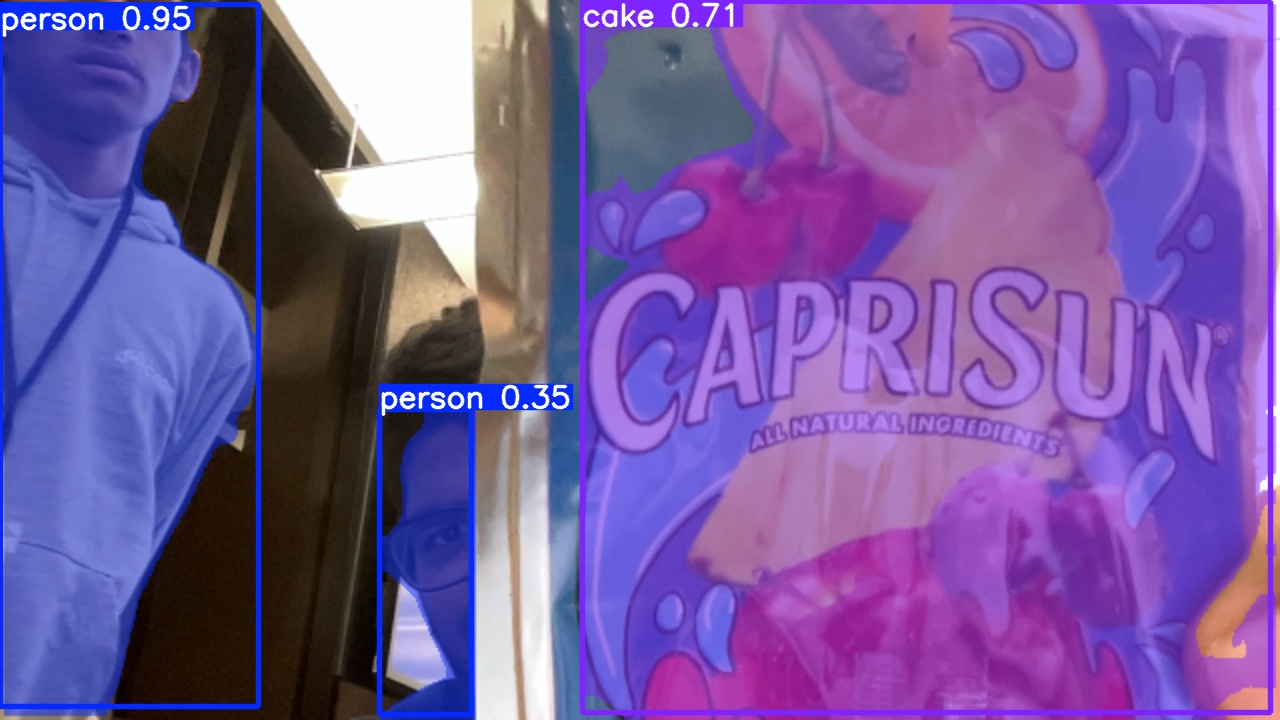 person 0.95
cake 0.71
CAPRISUN®
ALL NATURAL INGREDIENTS
person 0.35